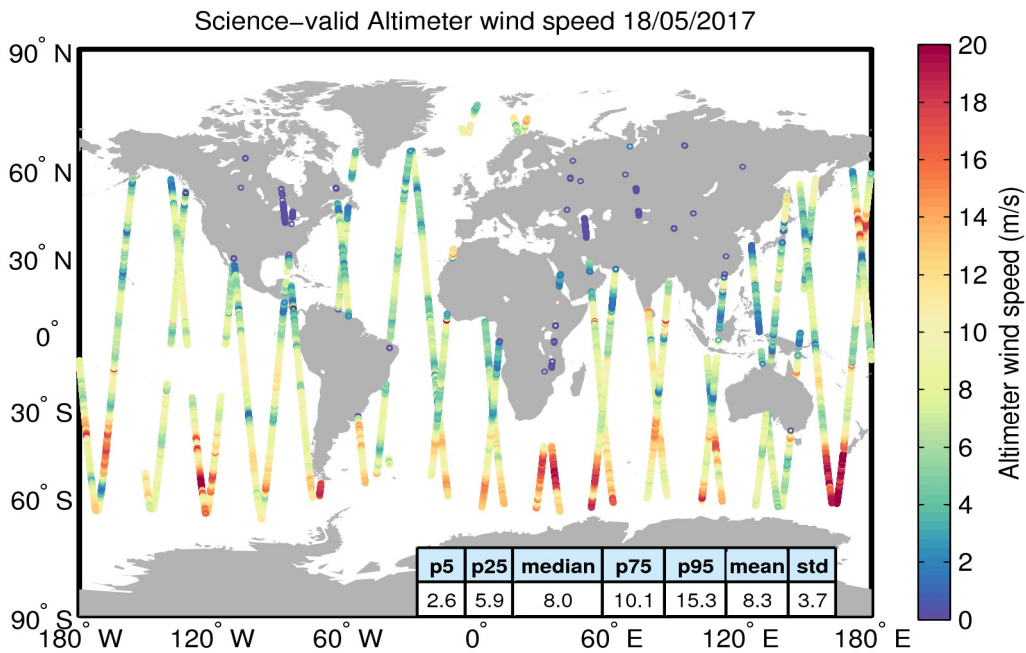 Science−valid Altimeter wind speed 18/05/2017
90° N
60° N
30° N
0°
30° S
60° S
90° S
180° W
120° W
60° W
0°
60° E
120° E
180° E
p5 p25 median p75 p95 mean std
2.6 5.9 8.0 10.1 15.3 8.3 3.7
20
18
16
14
12
10
8
6
4
2
0
Altimeter wind speed (m/s)